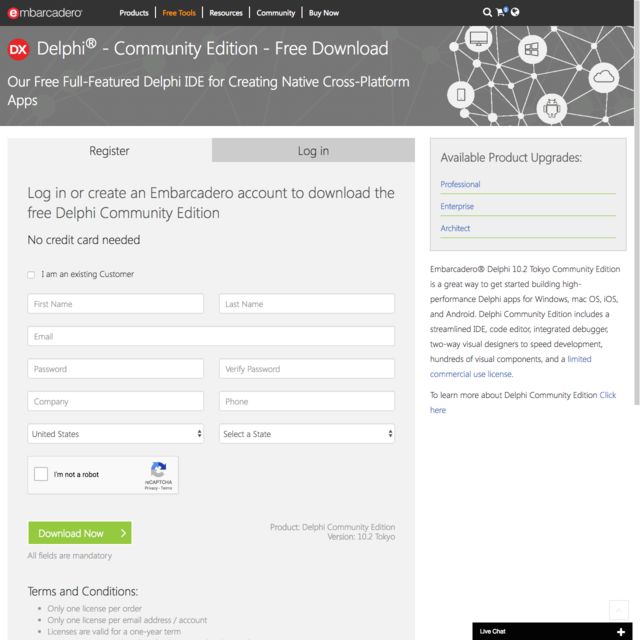 embarcadero
Products | Free Tools | Resources | Community | Buy Now
0
DX Delphi® - Community Edition - Free Download
Our Free Full-Featured Delphi IDE for Creating Native Cross-Platform
Apps
Register
Log in
Log in or create an Embarcadero account to download the
free Delphi Community Edition
No credit card needed
I am an existing Customer
First Name
Last Name
Email
Password
Verify Password
Company
Phone
United States
Select a State
I'm not a robot
reCAPTCHA
Privacy - Terms
Download Now
Product: Delphi Community Edition
Version: 10.2 Tokyo
All fields are mandatory
Terms and Conditions:
Only one license per order
Only one license per email address / account
Licenses are valid for a one-year term
Available Product Upgrades:
Professional
Enterprise
Architect
Embarcadero® Delphi 10.2 Tokyo Community Edition
is a great way to get started building high-
performance Delphi apps for Windows, mac OS, iOS,
and Android. Delphi Community Edition includes a
streamlined IDE, code editor, integrated debugger,
two-way visual designers to speed development,
hundreds of visual components, and a limited
commercial use license.
To learn more about Delphi Community Edition Click
here
Live Chat